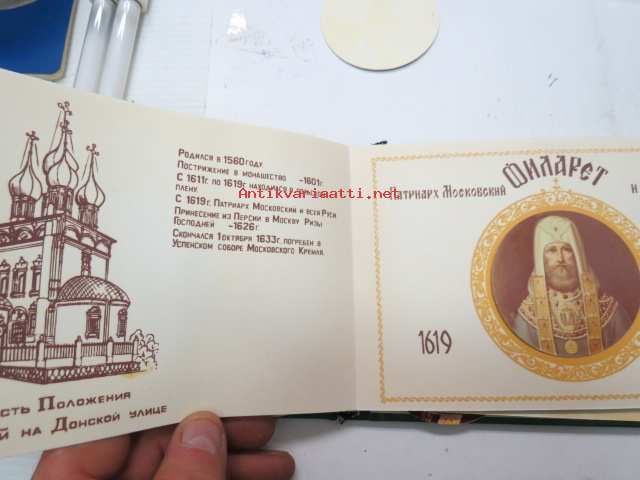 Родился в 1560 году
Пострижение в монашество -1601г.
С 1611г. по 1619г. находился в
плену.
С 1619г. Патриарх Московский и всея Руси
Принесение из Персии в Москву Ризы
Господней -1626г.
Скончался 1 октября 1633г. погребен в
Успенском соборе Московского Кремля.
Antikvariaatti.net
сть Положения
й на Донской улице
Филарет
Патриарх Московский и
1619